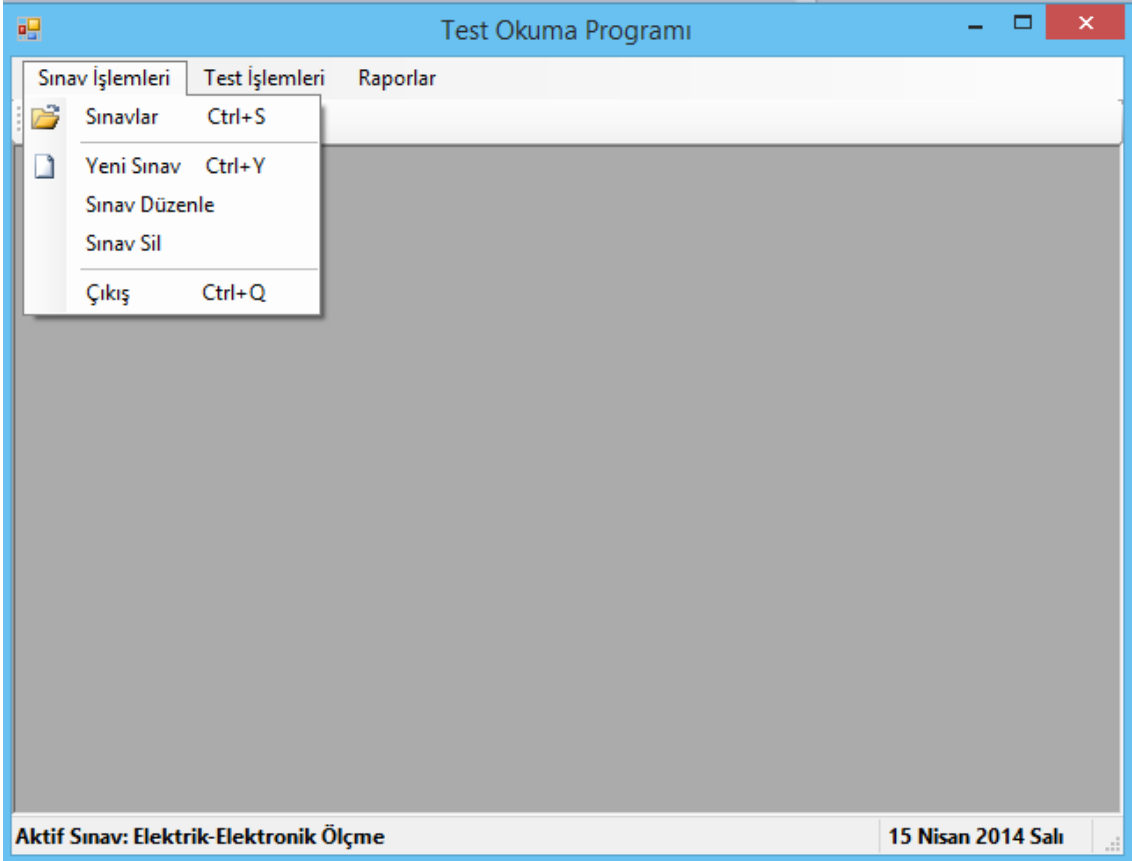 Test Okuma Programı
Sınav İşlemleri Test İşlemleri Raporlar
Sınavlar Ctrl+S
Yeni Sınav Ctrl+Y
Sınav Düzenle
Sınav Sil
Çıkış Ctrl+Q
Aktif Sınav: Elektrik-Elektronik Ölçme 15 Nisan 2014 Salı